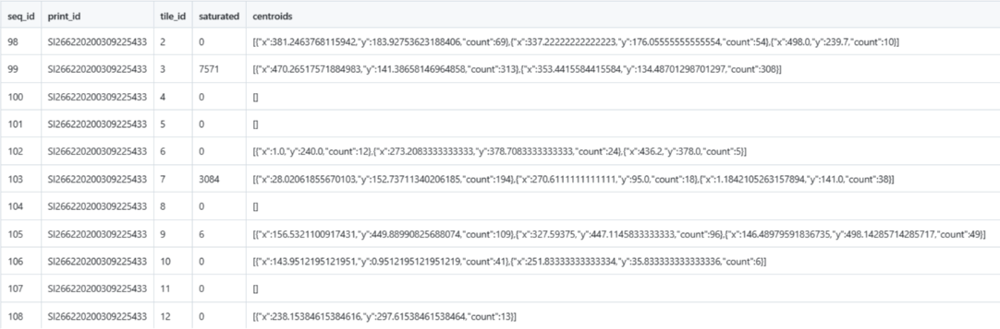 seq_id print_id tile_id saturated centroids
98 SI266220200309225433 2 0 [{"x":381.2463768115942,"y":183.92753623188406,"count":69},{"x":337.22222222222223,"y":176.05555555555554,"count":54},{"x":498.0,"y":239.7,"count":10}]
99 SI266220200309225433 3 7571 [{"x":470.26517571884983,"y":141.38658146964858,"count":313},{"x":353.4415584415584,"y":134.48701298701297,"count":308}]
100 SI266220200309225433 4 0 []
101 SI266220200309225433 5 0 []
102 SI266220200309225433 6 0 [{"x":1.0,"y":240.0,"count":12},{"x":273.2083333333333,"y":378.7083333333333,"count":24},{"x":436.2,"y":378.0,"count":5}]
103 SI266220200309225433 7 3084 [{"x":28.02061855670103,"y":152.73711340206185,"count":194},{"x":270.6111111111111,"y":95.0,"count":18},{"x":1.1842105263157894,"y":141.0,"count":38}]
104 SI266220200309225433 8 0 []
105 SI266220200309225433 9 6 [{"x":156.5321100917431,"y":449.88990825688074,"count":109},{"x":327.59375,"y":447.1145833333333,"count":96},{"x":146.48979591836735,"y":498.14285714285717,"count":49}]
106 SI266220200309225433 10 0 [{"x":143.9512195121951,"y":0.9512195121951219,"count":41},{"x":251.83333333333334,"y":35.833333333333336,"count":6}]
107 SI266220200309225433 11 0 []
108 SI266220200309225433 12 0 [{"x":238.15384615384616,"y":297.61538461538464,"count":13}]